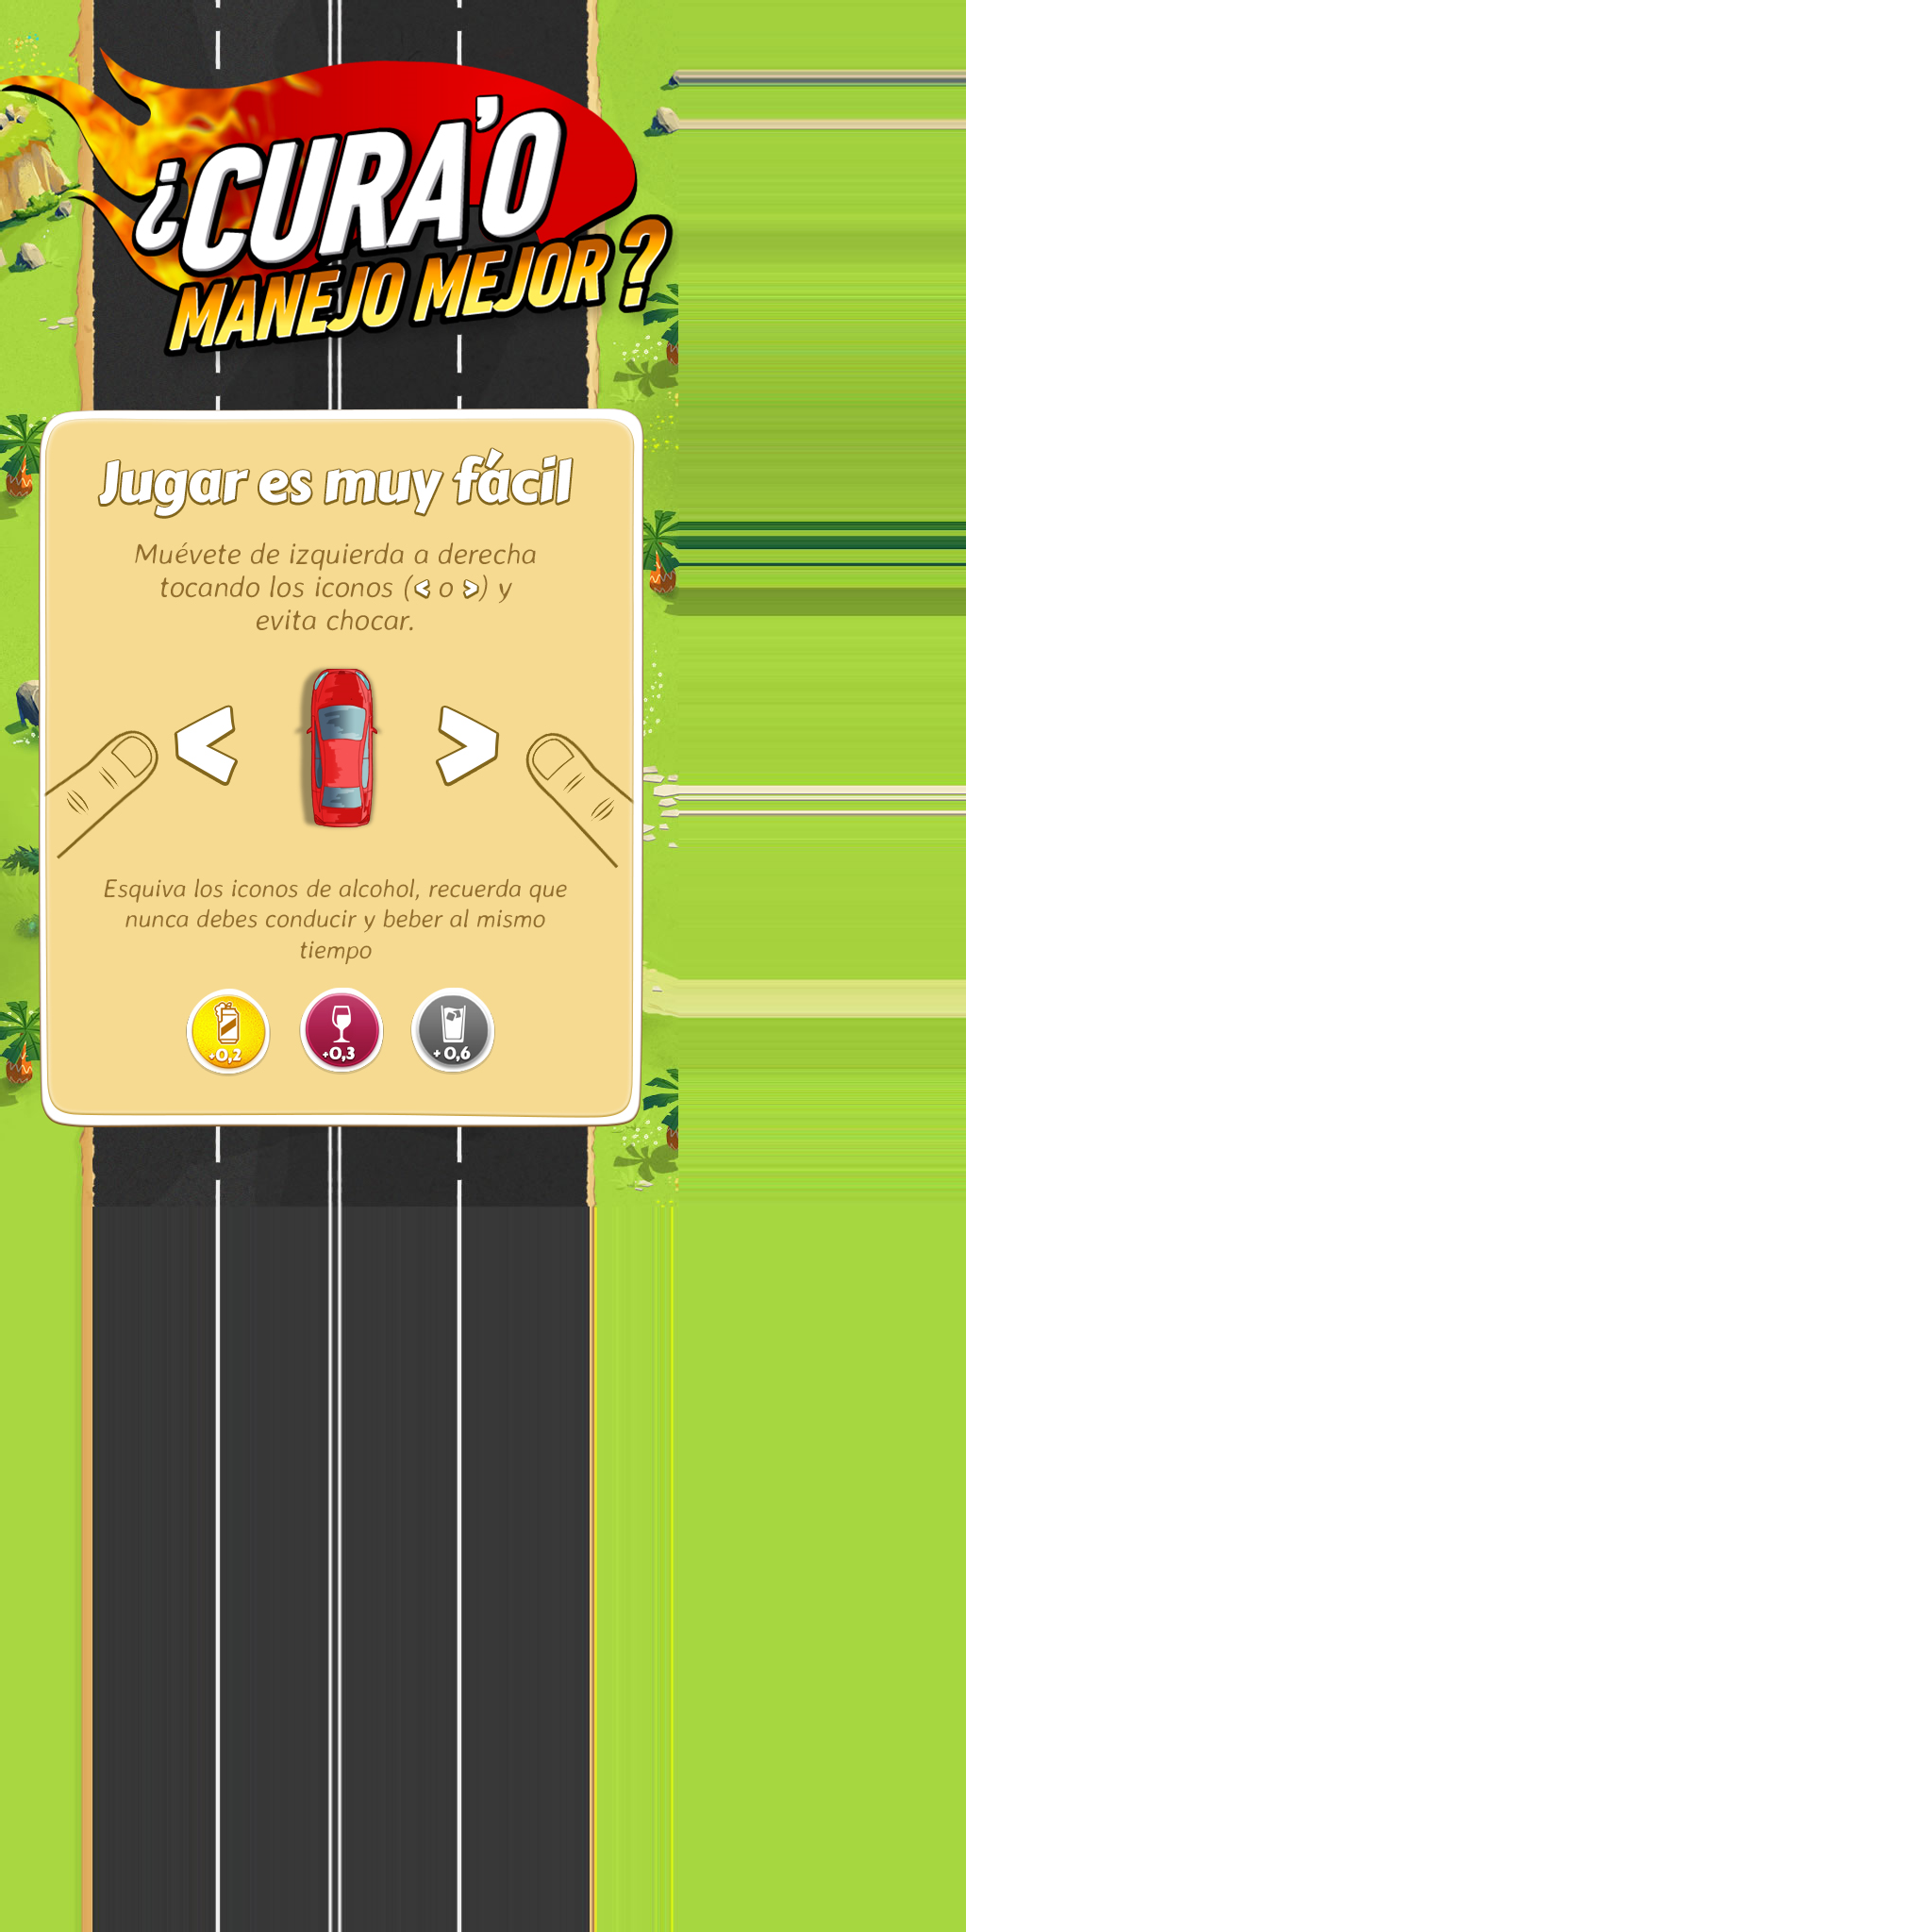 ¿CURA'O
MANEJO MEJOR?
Jugar es muy fácil
Muévete de izquierda a derecha
tocando los iconos (< o >) y
evita chocar.
< >
Esquiva los iconos de alcohol, recuerda que
nunca debes conducir y beber al mismo
tiempo
+0,2 +0,3 +0,6